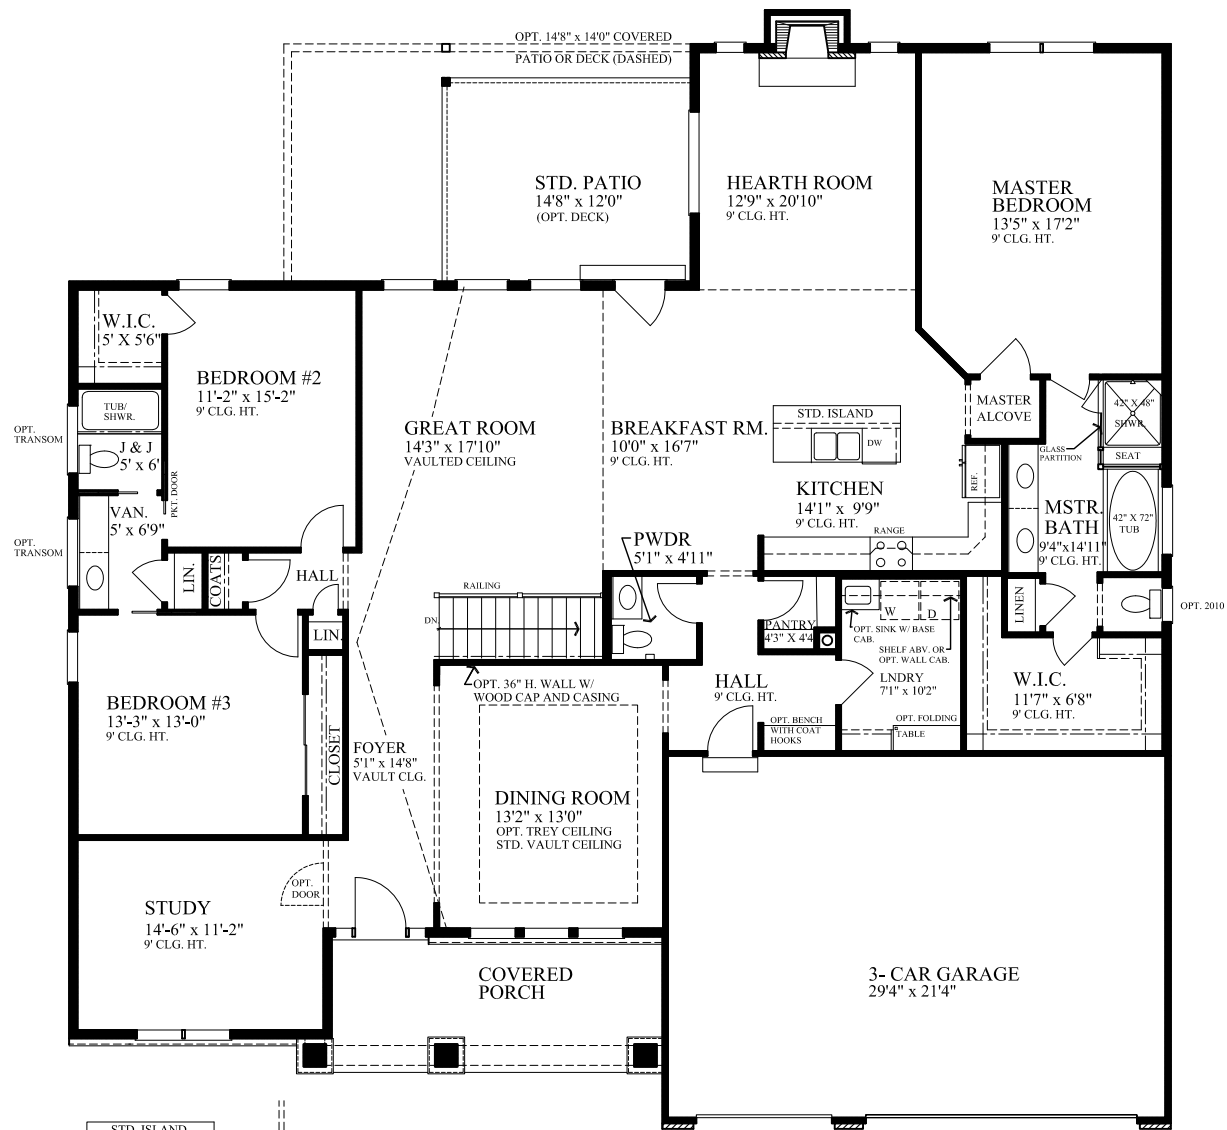 OPT. 14'8" x 14'0" COVERED
PATIO OR DECK (DASHED)
STD. PATIO
14'8" x 12'0"
(OPT. DECK)
HEARTH ROOM
12'9" x 20'10"
9' CLG. HT.
MASTER
BEDROOM
13'5" x 17'2"
9' CLG. HT.
W.I.C.
5' X 5'6"
BEDROOM #2
11'-2" x 15'-2"
9' CLG. HT.
TUB/
SHWR.
OPT.
TRANSOM
J & J
5' x 6'
PKT. DOOR
VAN.
5' x 6'9"
OPT.
TRANSOM
LIN.
COATS
HALL
LIN.
GREAT ROOM
14'3" x 17'10"
VAULTED CEILING
BREAKFAST RM.
10'0" x 16'7"
9' CLG. HT.
STD. ISLAND
DW
KITCHEN
14'1" x 9'9"
9' CLG. HT.
RANGE
REF.
MASTER
ALCOVE
42" X 48"
SHWR.
GLASS
PARTITION
SEAT
MSTR.
BATH
9'4"x14'11"
9' CLG. HT.
42" X 72"
TUB
OPT. 2010
LINEN
PWDR
5'1" x 4'11"
RAILING
DN.
PANTRY
4'3" X 4'4
W
D
OPT. SINK W/ BASE
CAB.
SHELF ABV. OR
OPT. WALL CAB.
LNDRY
7'1" x 10'2"
OPT. FOLDING
TABLE
W.I.C.
11'7" x 6'8"
9' CLG. HT.
HALL
9' CLG. HT.
OPT. BENCH
WITH COAT
HOOKS
OPT. 36" H. WALL W/
WOOD CAP AND CASING
BEDROOM #3
13'-3" x 13'-0"
9' CLG. HT.
CLOSET
FOYER
5'1" x 14'8"
VAULT CLG.
DINING ROOM
13'2" x 13'0"
OPT. TREY CEILING
STD. VAULT CEILING
OPT.
DOOR
STUDY
14'-6" x 11'-2"
9' CLG. HT.
COVERED
PORCH
3- CAR GARAGE
29'4" x 21'4"
STD. ISLAND